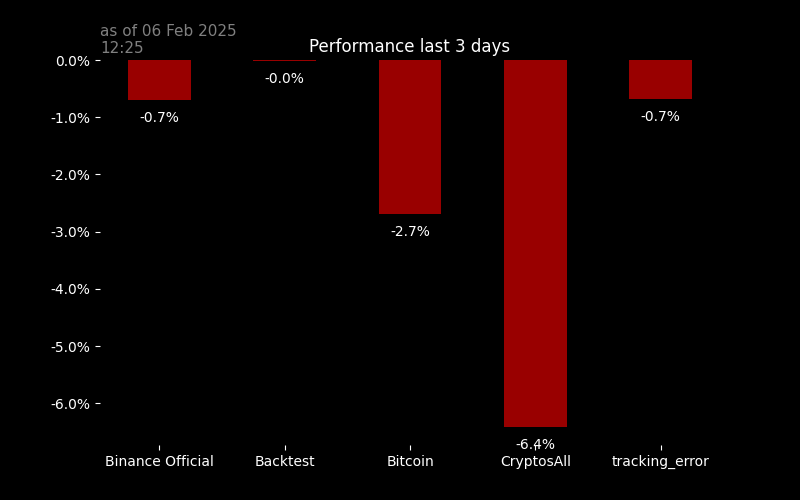 as of 06 Feb 2025
12:25
Performance last 3 days
0.0%
-1.0%
-2.0%
-3.0%
-4.0%
-5.0%
-6.0%
-0.7%
-0.0%
-2.7%
-6.4%
-0.7%
Binance Official
Backtest
Bitcoin
CryptosAll
tracking_error